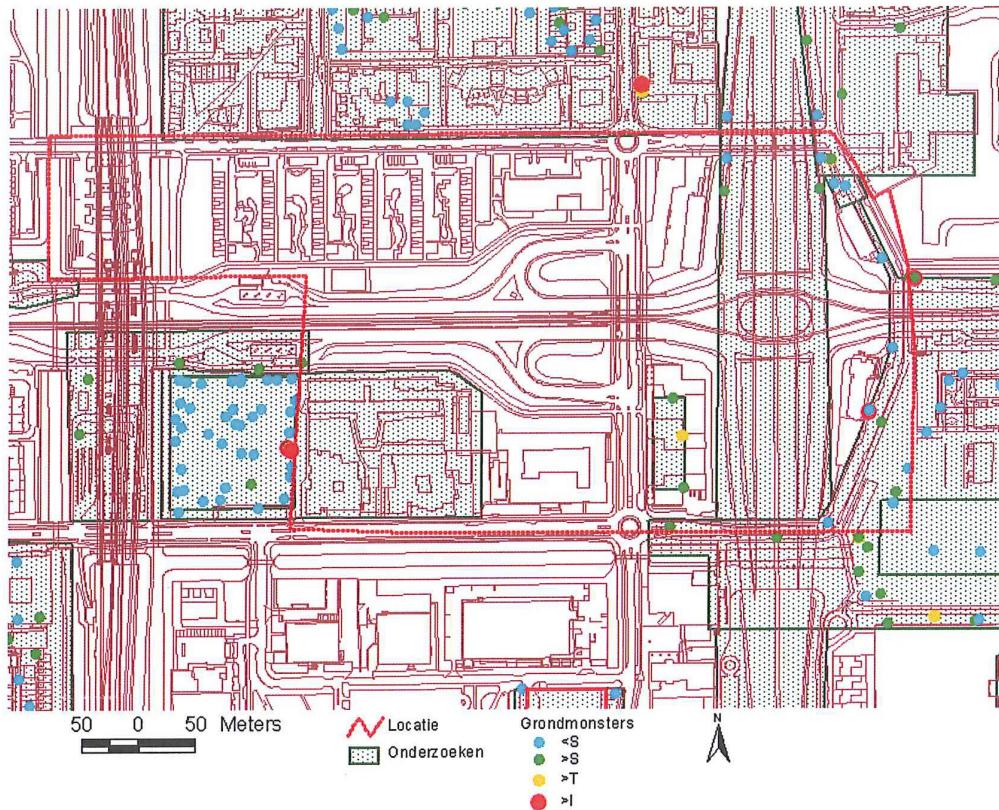 50 0 50 Meters
Locatie
Onderzoeken
Grondmonsters
<S
>S
>T
>I
N